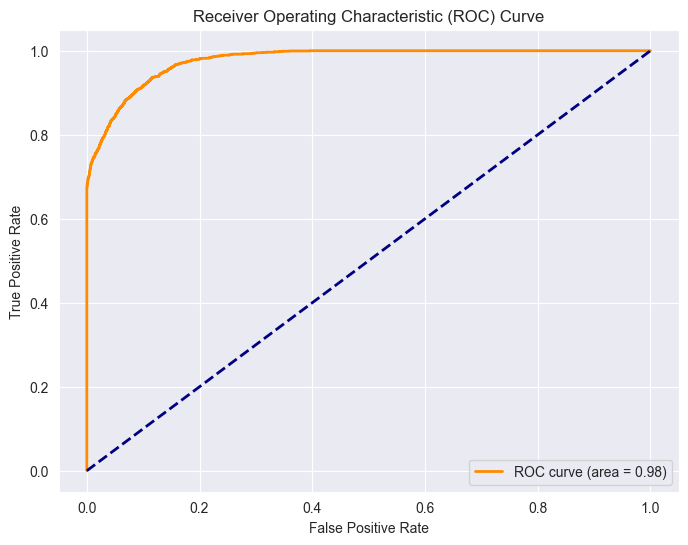 Receiver Operating Characteristic (ROC) Curve
1.0
0.8
0.6
0.4
0.2
0.0
True Positive Rate
ROC curve (area = 0.98)
0.0 0.2 0.4 0.6 0.8 1.0
False Positive Rate